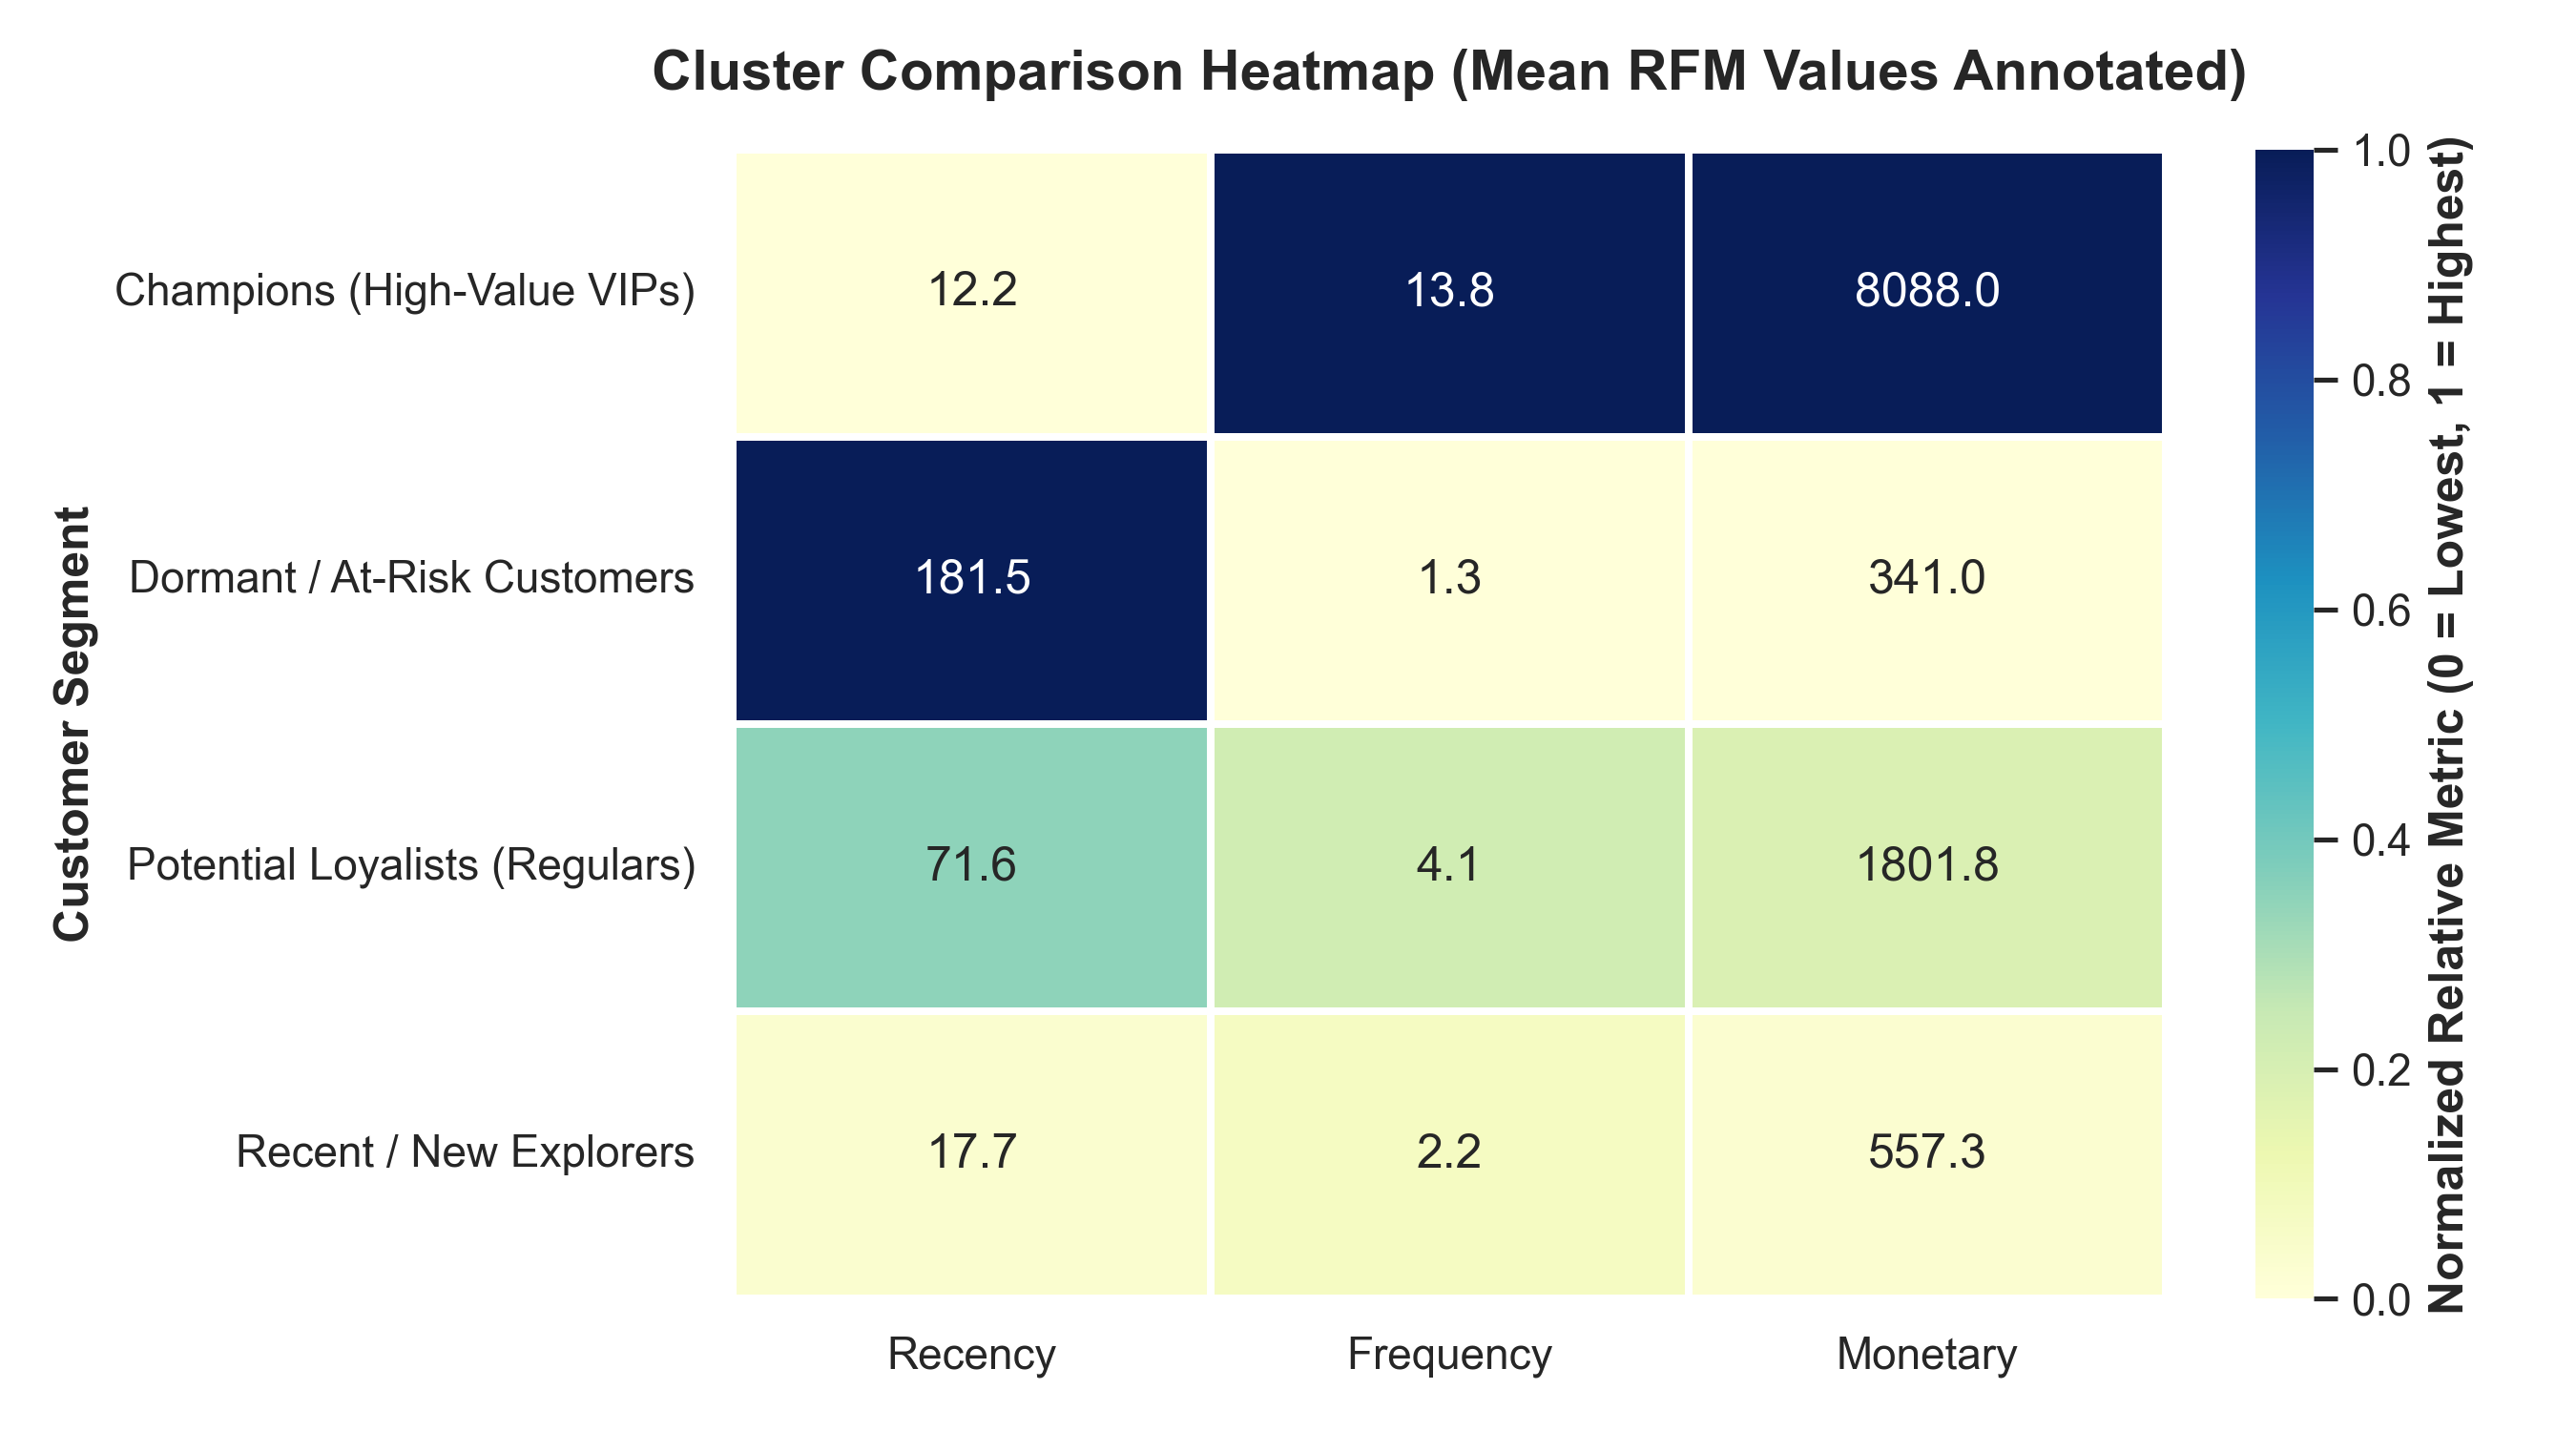 Cluster Comparison Heatmap (Mean RFM Values Annotated)
Customer Segment
Champions (High-Value VIPs)
12.2
13.8
8088.0
Dormant / At-Risk Customers
181.5
1.3
341.0
Potential Loyalists (Regulars)
71.6
4.1
1801.8
Recent / New Explorers
17.7
2.2
557.3
Recency
Frequency
Monetary
1.0
0.8
0.6
0.4
0.2
0.0
Normalized Relative Metric (0 = Lowest, 1 = Highest)